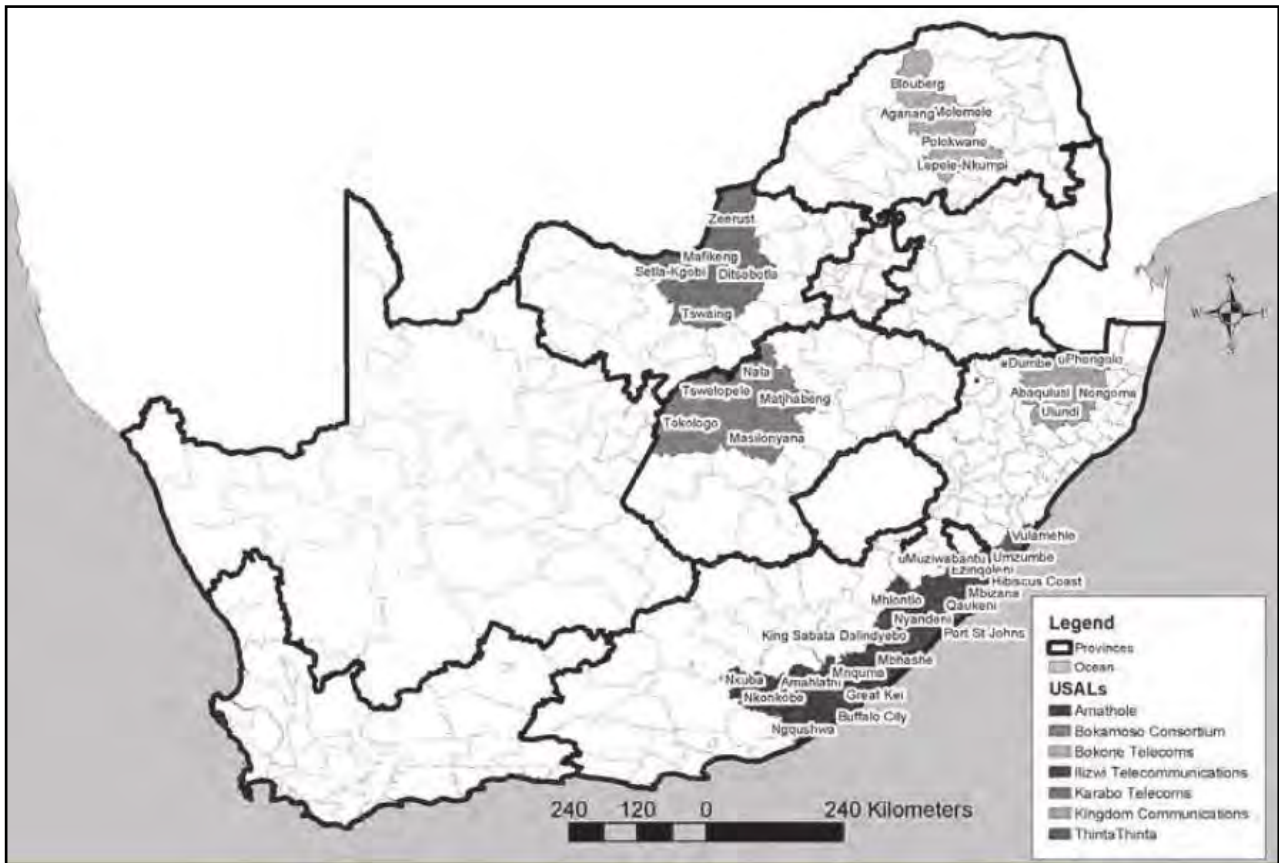 Blouberg
Aganang
Molemole
Polokwane
Lepele-Nkumpi
Zeerust
Mafikeng
Setla-Kgobi
Ditsobotla
Tswaing
N
W
E
S
Nala
Tswelopele
Matjhabeng
Tokologo
Masilonyana
eDumbe
uPhongolo
Abaqulusi
Nongoma
Ulundi
Vulamehle
uMuziwabantu
Umzumbe
Ezinqoleni
Hibiscus Coast
Mbizana
Mhlontlo
Qaukeni
Nyandeni
King Sabata Dalindyebo
Port St Johns
Mbhashe
Mnquma
Nxuba
Amahlathi
Nkonkobe
Great Kei
Buffalo City
Ngqushwa
240 120 0 240 Kilometers
Legend
Provinces
Ocean
USALs
Amathole
Bokamoso Consortium
Bokone Telecoms
Ilizwi Telecommunications
Karabo Telecoms
Kingdom Communications
ThintaThinta